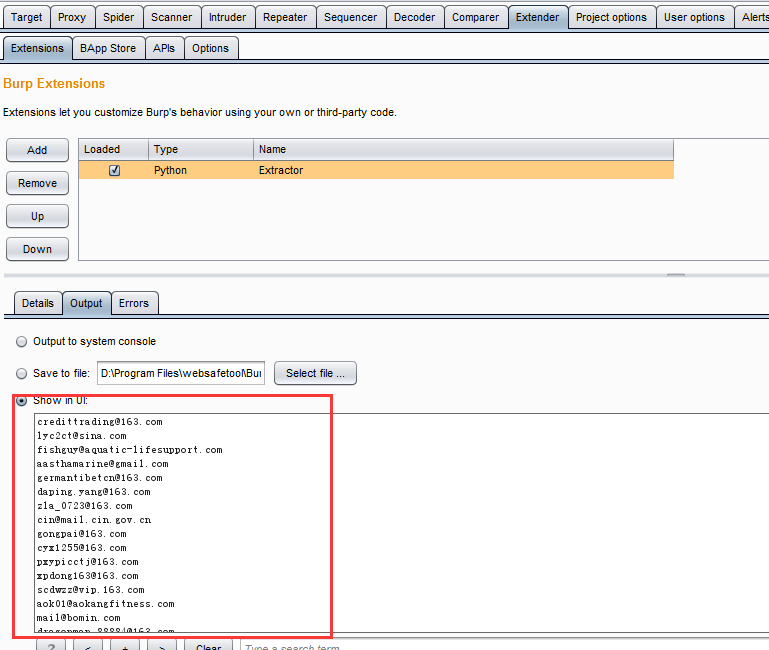 Target Proxy Spider Scanner Intruder Repeater Sequencer Decoder Comparer Extender Project options User options Alerts
Extensions BApp Store APIs Options
Burp Extensions
Extensions let you customize Burp's behavior using your own or third-party code.
Add
Remove
Up
Down
Loaded Type Name
Python Extractor
Details Output Errors
Output to system console
Save to file: D:\Program Files\websafetool\Bur Select file ...
Show in UI:
credittrading@163.com
lyc2ct@sina.com
fishguy@aquatic-lifesupport.com
aasthamarine@gmail.com
germantibetcn@163.com
daping.yang@163.com
zla_0723@163.com
cin@mail.cin.gov.cn
gongpai@163.com
cyx1255@163.com
pxypicctj@163.com
xpdong163@163.com
scdwzz@vip.163.com
aok01@aokangfitness.com
mail@bomin.com
dragonman_8888@163.com
? < + > Clear Type a search term